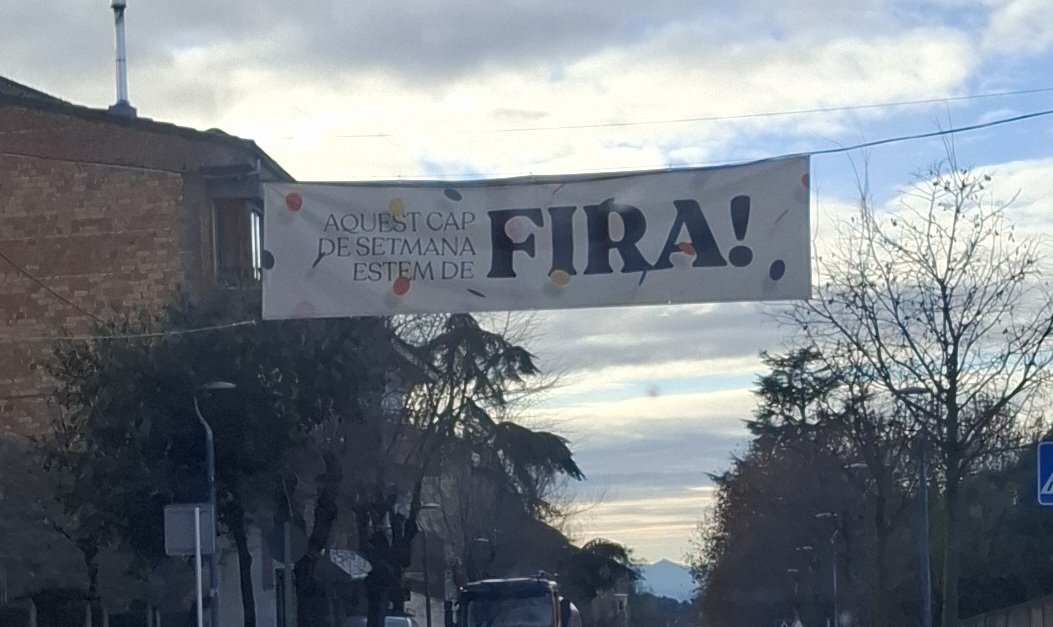 AQUEST CAP
DE SETMANA
ESTEM DE
FIRA!